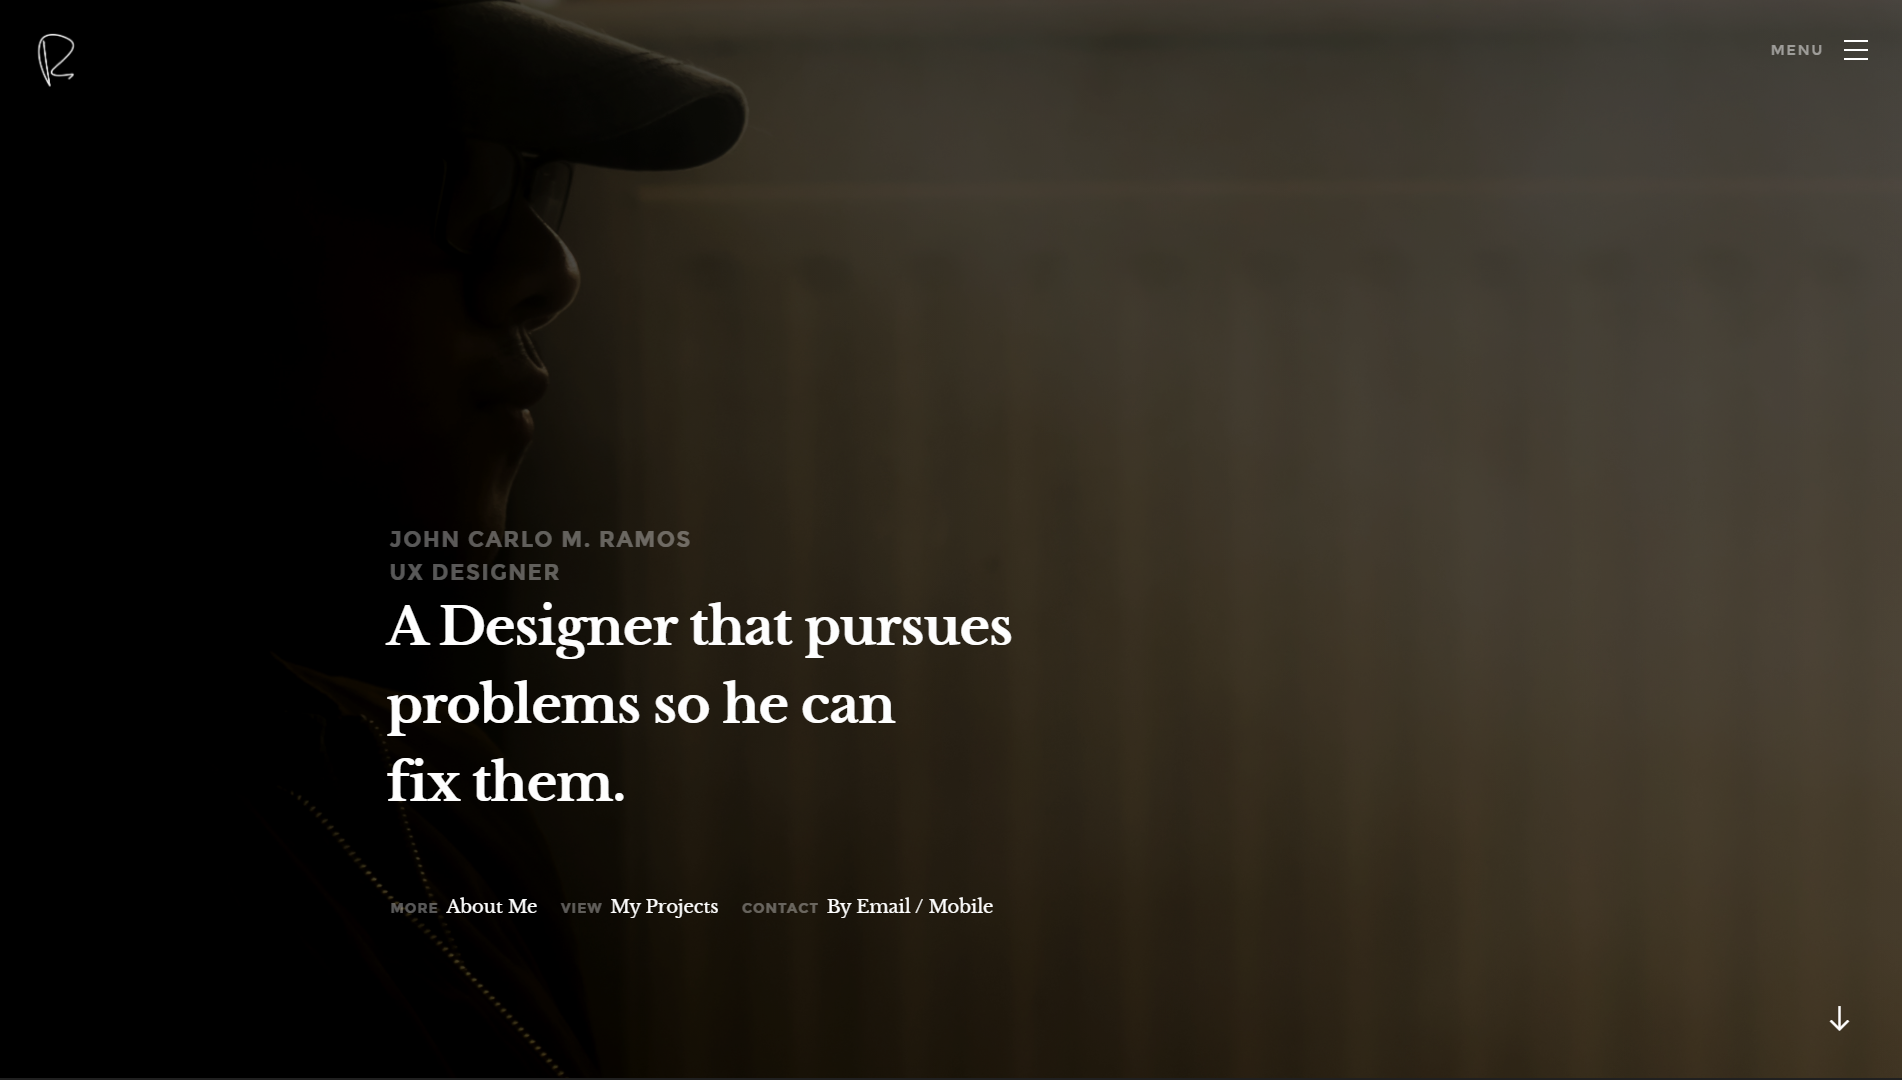 R
MENU
JOHN CARLO M. RAMOS
UX DESIGNER
A Designer that pursues
problems so he can
fix them.
MORE About Me VIEW My Projects CONTACT By Email / Mobile